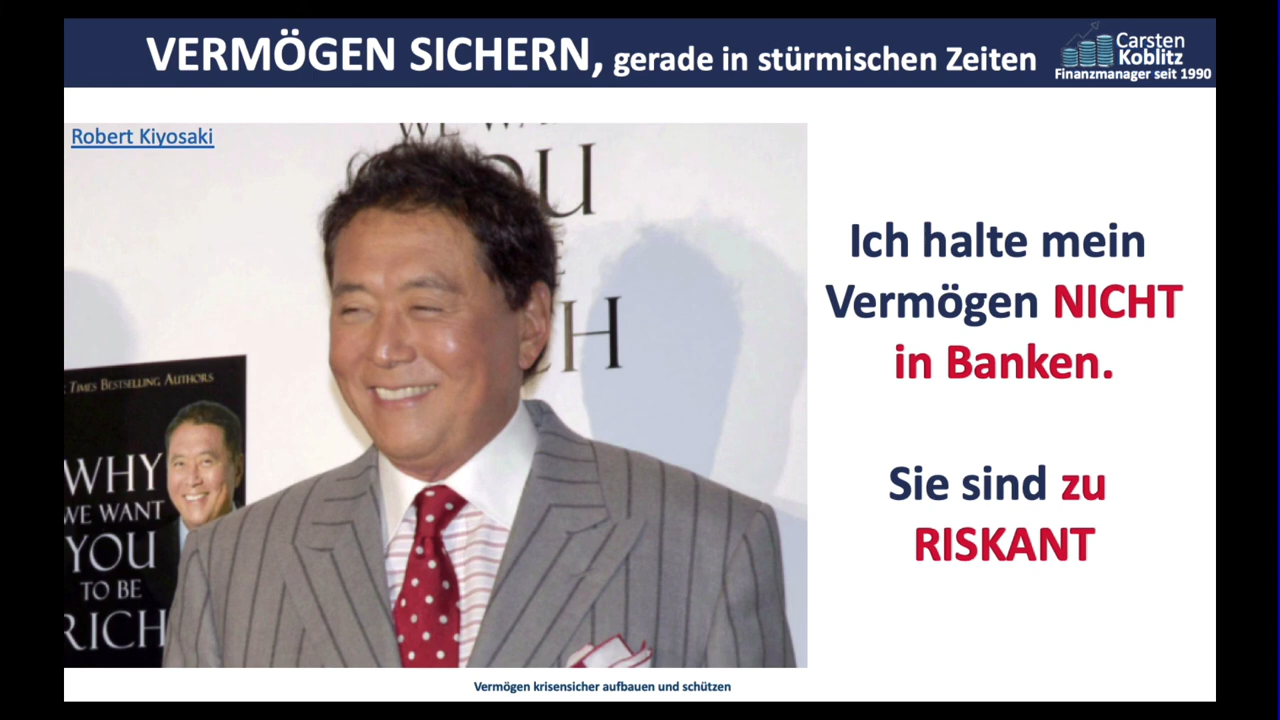 VERMÖGEN SICHERN, gerade in stürmischen Zeiten
Carsten
Koblitz
Finanzmanager seit 1990
Robert Kiyosaki
YOU
CH
TIMES BESTSELLING AUTHORS
WHY
WE WANT
YOU
TO BE
RICH
Ich halte mein
Vermögen NICHT
in Banken.
Sie sind zu
RISKANT
Vermögen krisensicher aufbauen und schützen